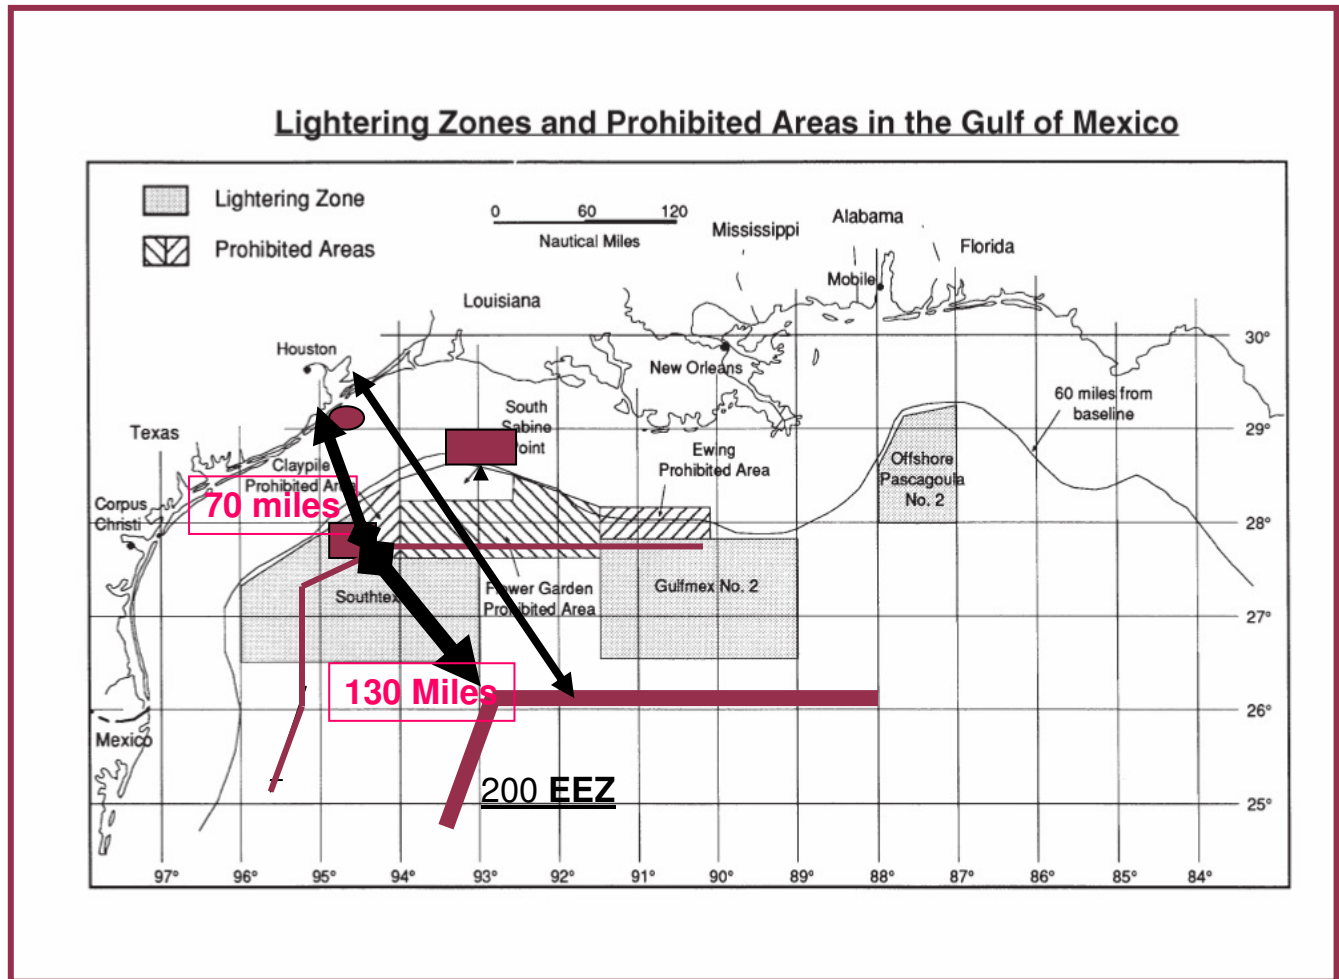 Lightering Zones and Prohibited Areas in the Gulf of Mexico
Lightering Zone
Prohibited Areas
0 60 120
Nautical Miles
Mississippi
Alabama
Florida
Mobile
Louisiana
Houston
New Orleans
30°
60 miles from
baseline
South
Sabine
Point
Texas
29°
Ewing
Prohibited Area
Claypile
Prohibited Area
Offshore
Pascagoula
No. 2
70 miles
Corpus
Christi
28°
Flower Garden
Prohibited Area
Gulfmex No. 2
Southtex
27°
130 Miles
26°
Mexico
200 EEZ
25°
97° 96° 95° 94° 93° 92° 91° 90° 89° 88° 87° 86° 85° 84°